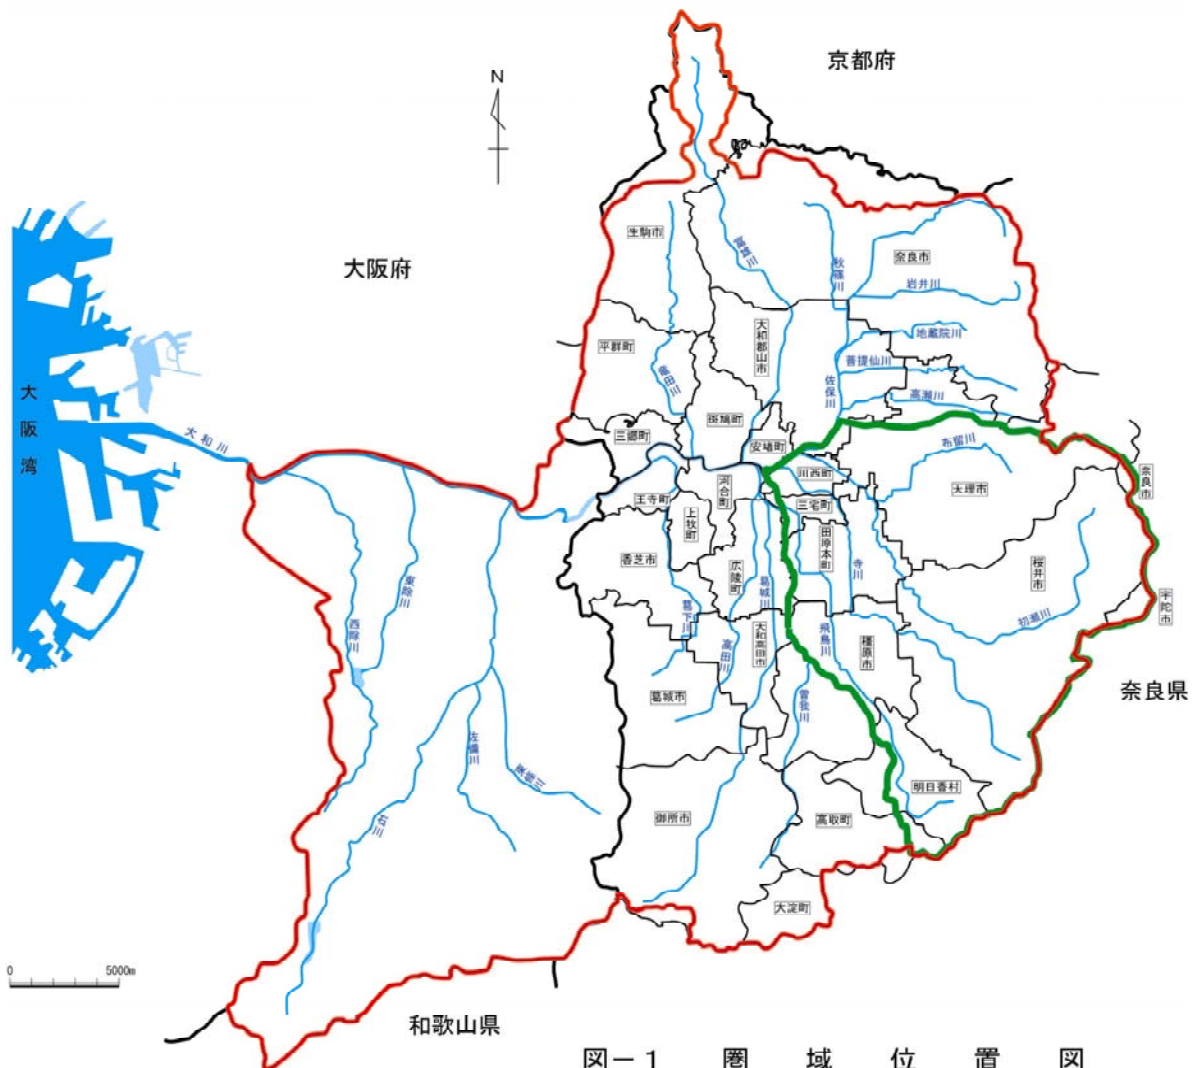 京都府
N
大阪府
生駒市
富雄川
秋篠川
奈良市
岩井川
地蔵院川
大和郡山市
平群町
菩提仙川
竜田川
佐保川
高瀬川
大阪湾
斑鳩町
大和川
三郷町
安堵町
布留川
川西町
奈良市
河合町
天理市
王寺町
三宅町
上牧町
田原本町
香芝市
広陵町
葛城川
寺川
桜井市
東除川
宇陀市
葛下川
初瀬川
西除川
高田川
大和高田市
飛鳥川
橿原市
奈良県
葛城市
曽我川
佐備川
明日香村
石川
御所市
高取町
大淀町
0 5000m
和歌山県
図－1 圏域位置図